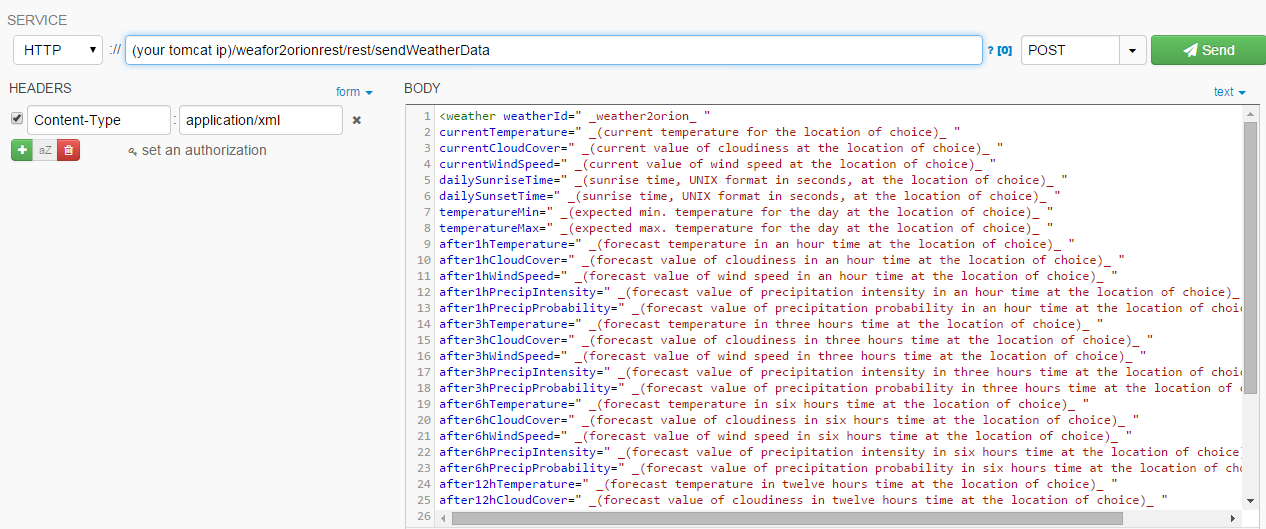 SERVICE
HTTP :// (your tomcat ip)/weafor2orionrest/rest/sendWeatherData ? [0] POST Send
HEADERS form BODY text
Content-Type : application/xml
aZ set an authorization
1 <weather weatherId=" _weather2orion_ "
2 currentTemperature=" _(current temperature for the location of choice)_ "
3 currentCloudCover=" _(current value of cloudiness at the location of choice)_ "
4 currentWindSpeed=" _(current value of wind speed at the location of choice)_ "
5 dailySunriseTime=" _(sunrise time, UNIX format in seconds, at the location of choice)_ "
6 dailySunsetTime=" _(sunrise time, UNIX format in seconds, at the location of choice)_ "
7 temperatureMin=" _(expected min. temperature for the day at the location of choice)_ "
8 temperatureMax=" _(expected max. temperature for the day at the location of choice)_ "
9 after1hTemperature=" _(forecast temperature in an hour time at the location of choice)_ "
10 after1hCloudCover=" _(forecast value of cloudiness in an hour time at the location of choice)_ "
11 after1hWindSpeed=" _(forecast value of wind speed in an hour time at the location of choice)_ "
12 after1hPrecipIntensity=" _(forecast value of precipitation intensity in an hour time at the location of choice)_
13 after1hPrecipProbability=" _(forecast value of precipitation probability in an hour time at the location of choi
14 after3hTemperature=" _(forecast temperature in three hours time at the location of choice)_ "
15 after3hCloudCover=" _(forecast value of cloudiness in three hours time at the location of choice)_ "
16 after3hWindSpeed=" _(forecast value of wind speed in three hours time at the location of choice)_ "
17 after3hPrecipIntensity=" _(forecast value of precipitation intensity in three hours time at the location of choi
18 after3hPrecipProbability=" _(forecast value of precipitation probability in three hours time at the location of
19 after6hTemperature=" _(forecast temperature in six hours time at the location of choice)_ "
20 after6hCloudCover=" _(forecast value of cloudiness in six hours time at the location of choice)_ "
21 after6hWindSpeed=" _(forecast value of wind speed in six hours time at the location of choice)_ "
22 after6hPrecipIntensity=" _(forecast value of precipitation intensity in six hours time at the location of choice)
23 after6hPrecipProbability=" _(forecast value of precipitation probability in six hours time at the location of cho
24 after12hTemperature=" _(forecast temperature in twelve hours time at the location of choice)_ "
25 after12hCloudCover=" _(forecast value of cloudiness in twelve hours time at the location of choice)_ "
26